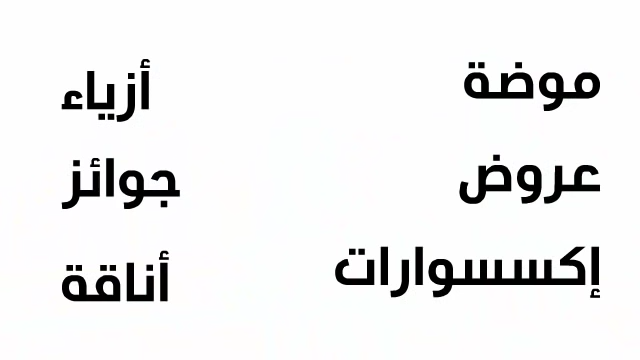 موضة
أزياء
عروض
جوائز
إكسسوارات
أناقة